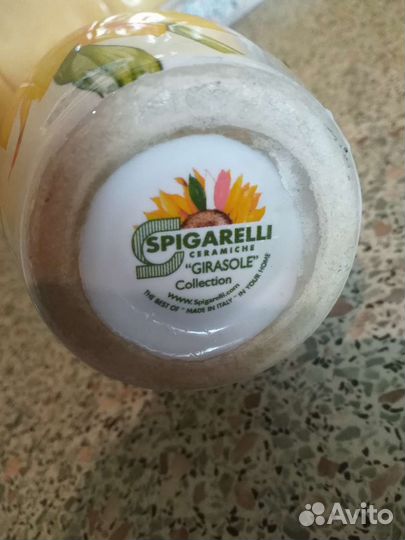 SPIGARELLI
CERAMICHE
"GIRASOLE"
Collection
www.Spigarelli.com
THE BEST OF "MADE IN ITALY" IN YOUR HOME
Avito